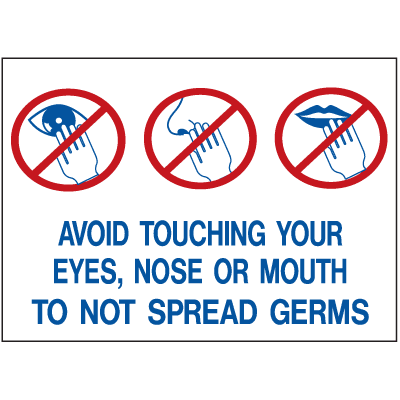 AVOID TOUCHING YOUR
EYES, NOSE OR MOUTH
TO NOT SPREAD GERMS